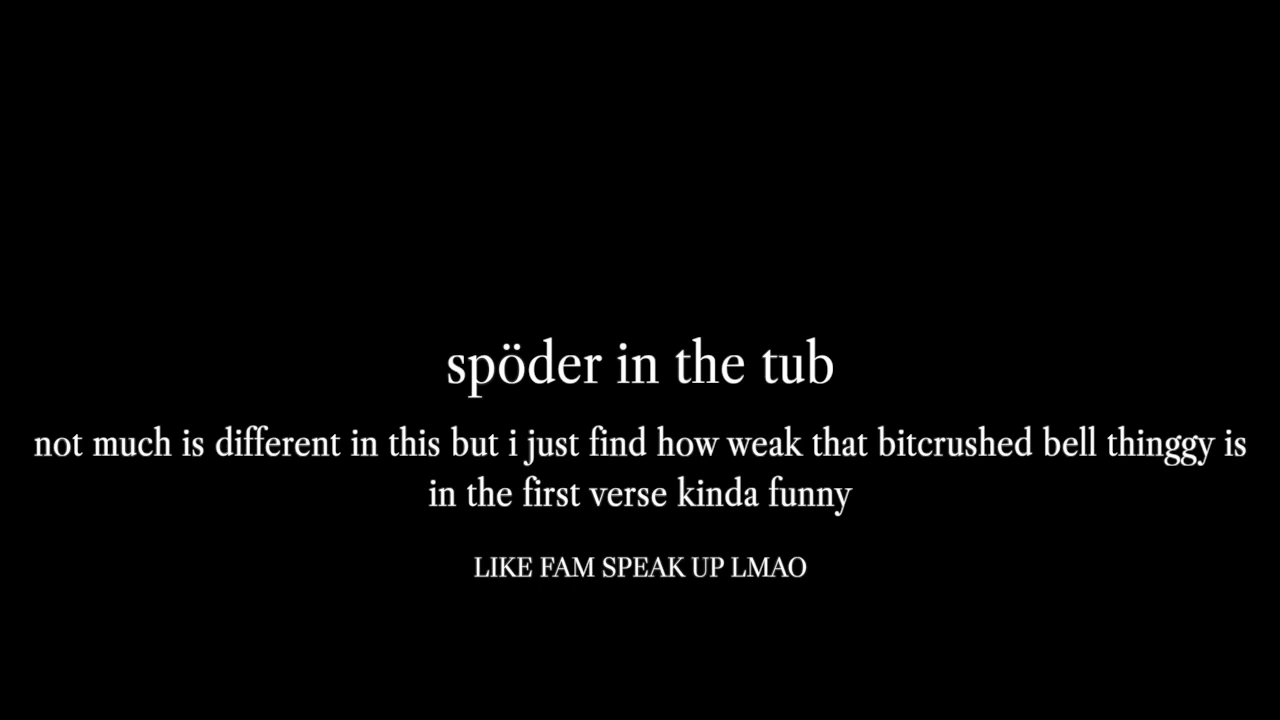 spöder in the tub
not much is different in this but i just find how weak that bitcrushed bell thinggy is
in the first verse kinda funny
LIKE FAM SPEAK UP LMAO